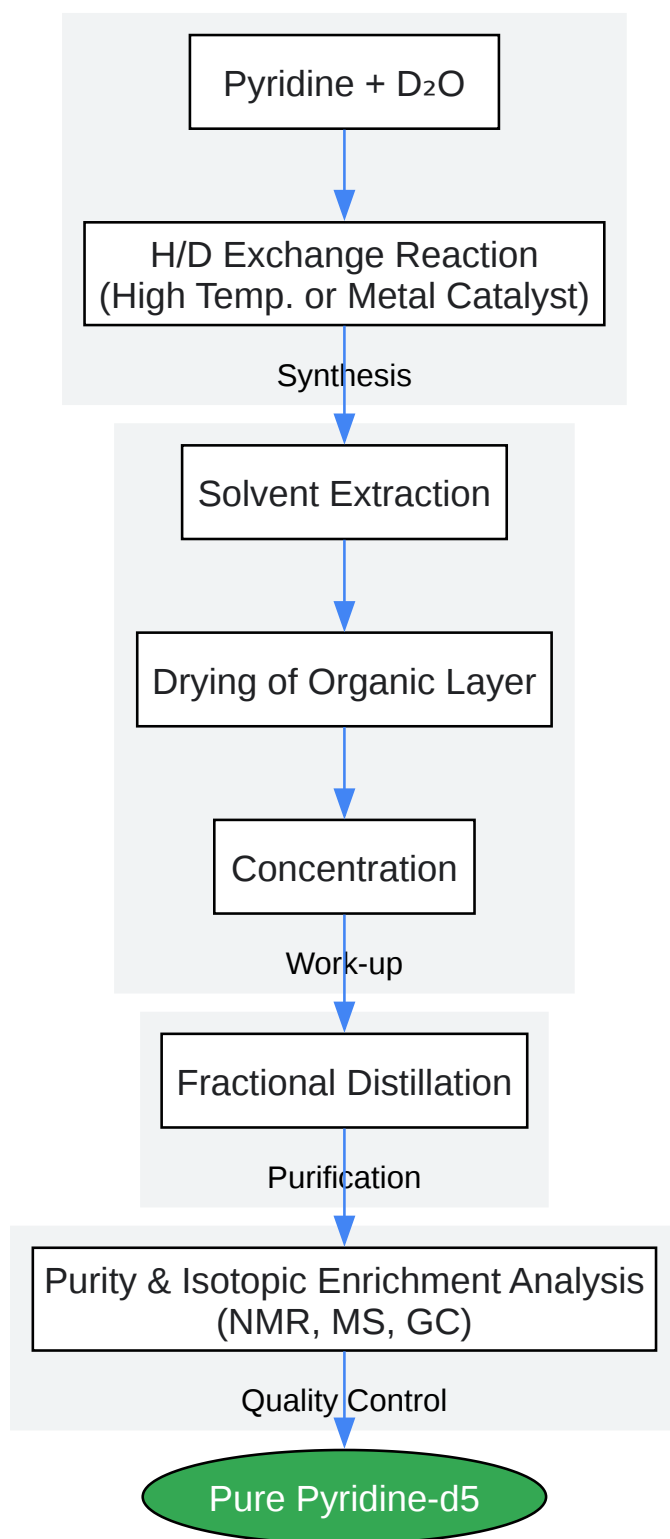 Pyridine + D₂O
H/D Exchange Reaction
(High Temp. or Metal Catalyst)
Synthesis
Solvent Extraction
Drying of Organic Layer
Concentration
Work-up
Fractional Distillation
Purification
Purity & Isotopic Enrichment Analysis
(NMR, MS, GC)
Quality Control
Pure Pyridine-d5